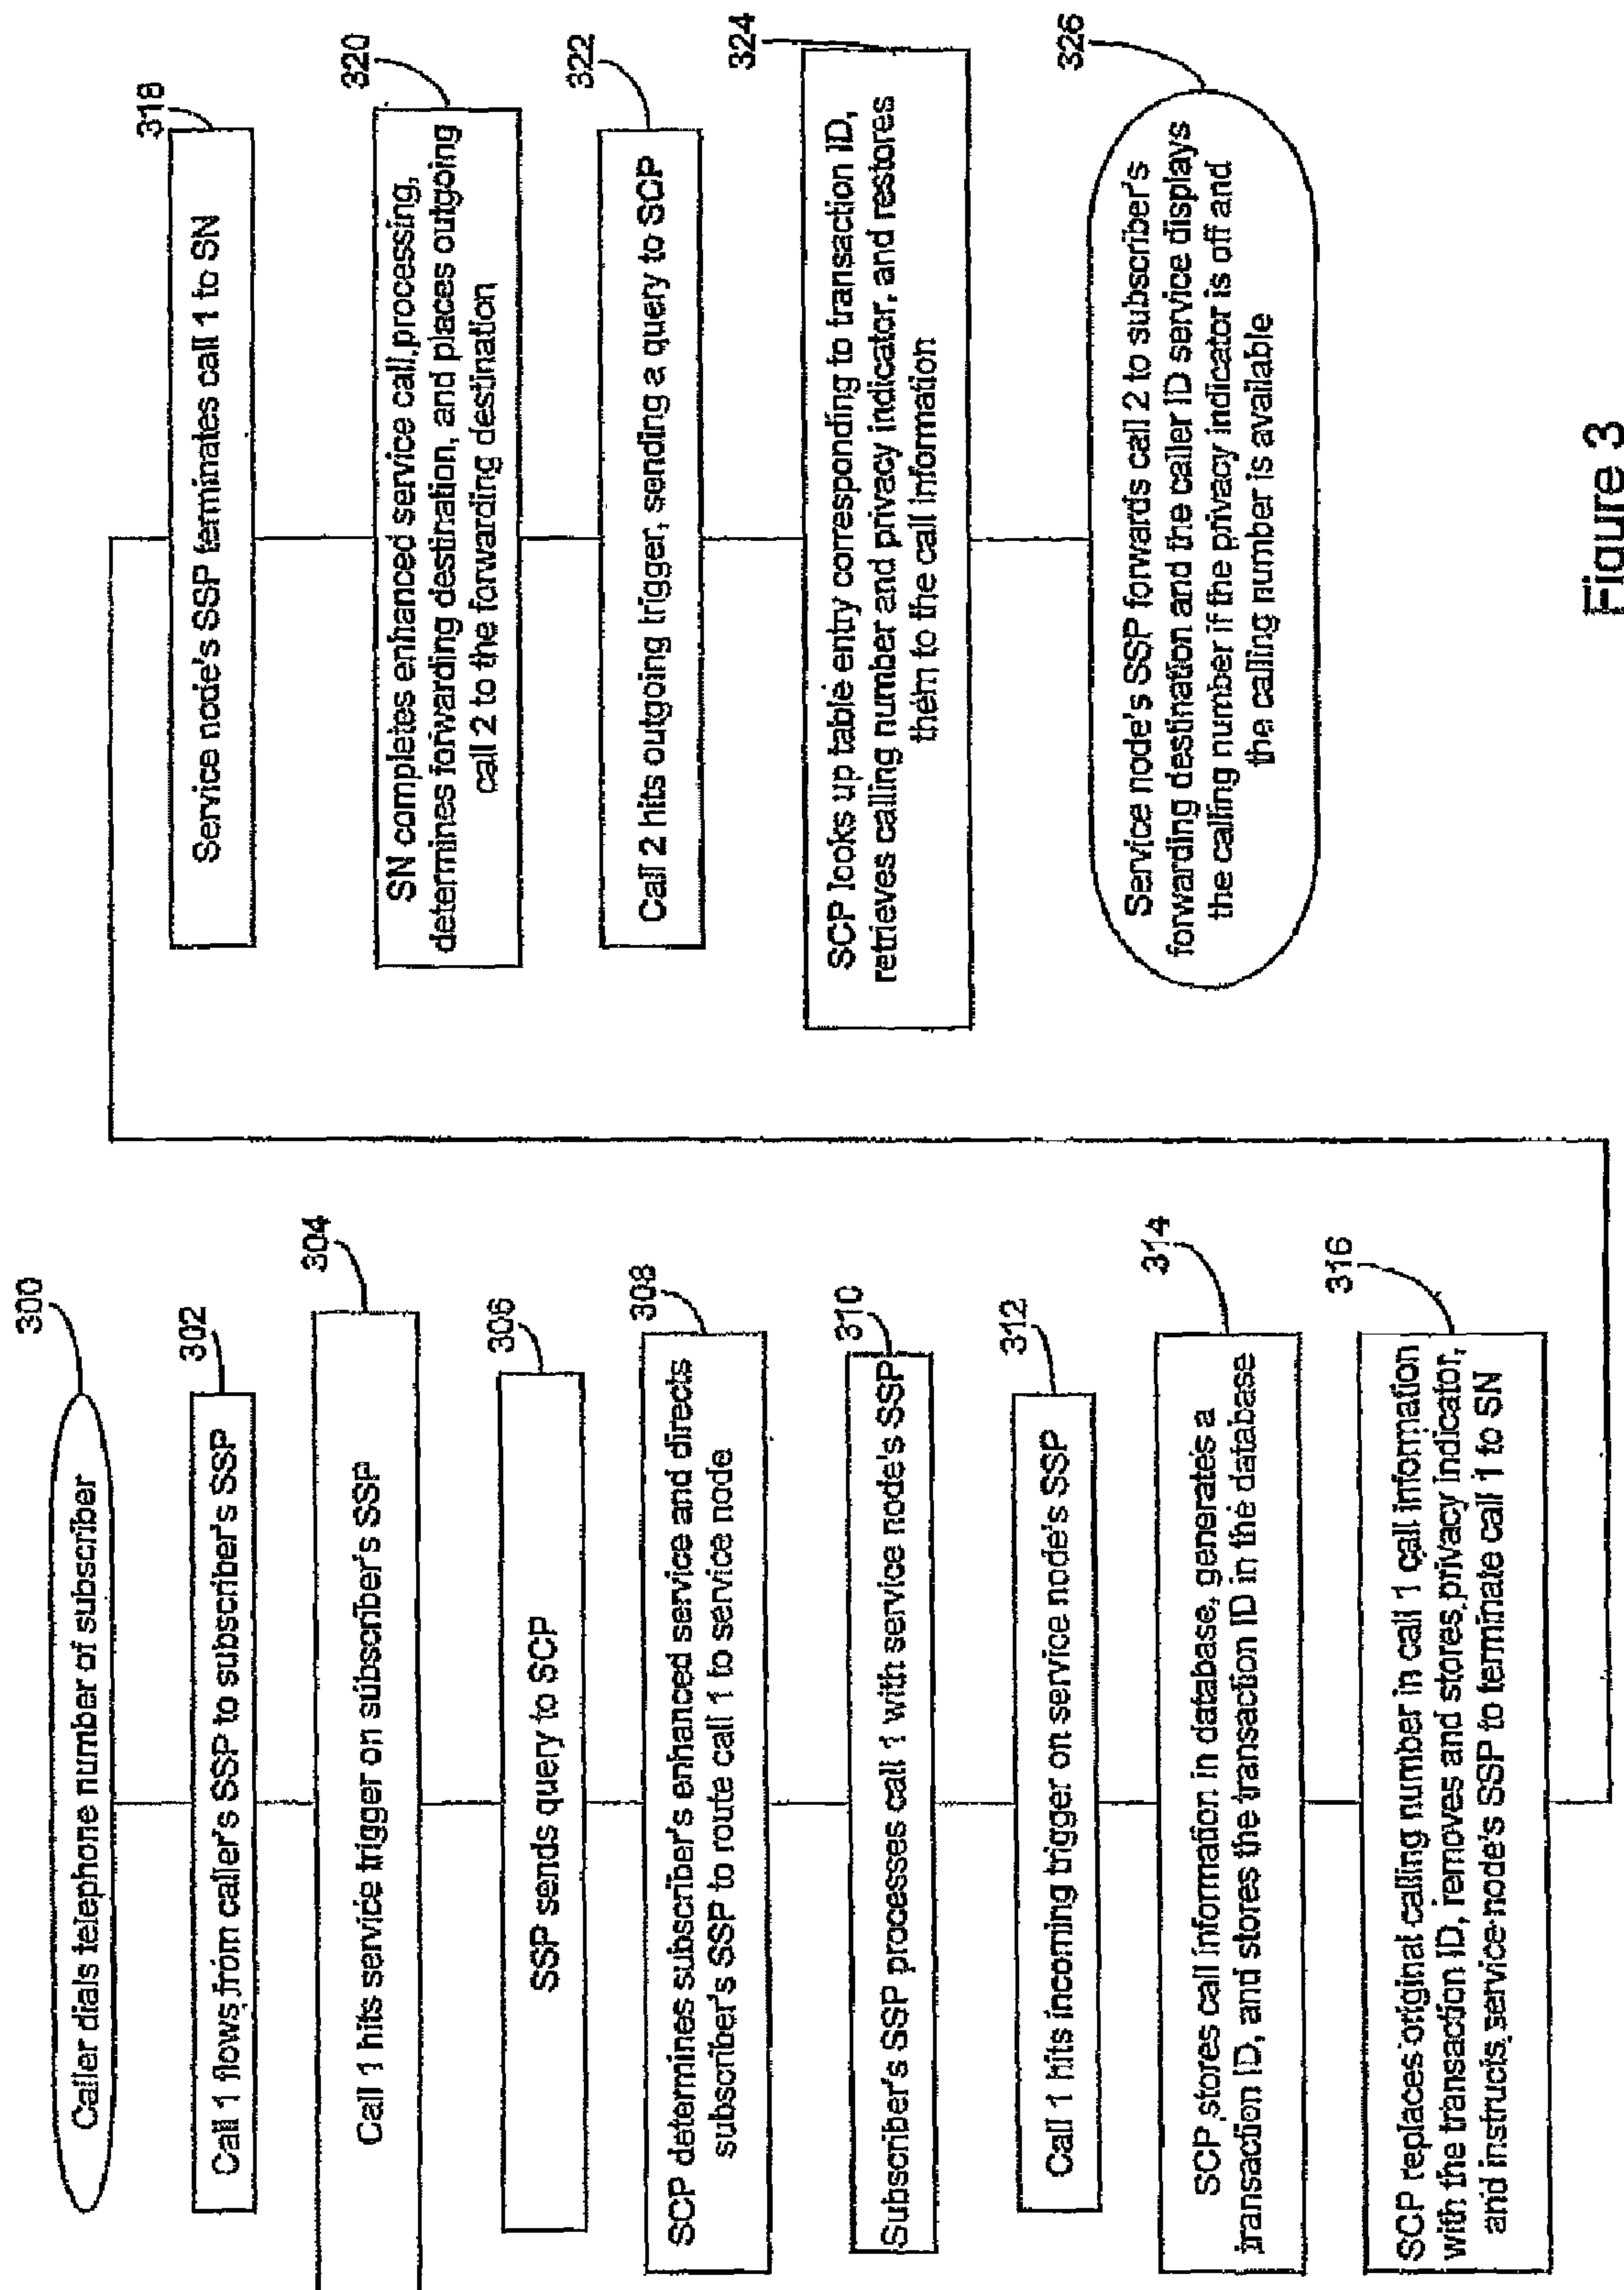 300
Caller dials telephone number of subscriber
302
Call 1 flows from caller's SSP to subscriber's SSP
304
Call 1 hits service trigger on subscriber's SSP
306
SSP sends query to SCP
308
SCP determines subscriber's enhanced service and directs
subscriber's SSP to route call 1 to service node
310
Subscriber's SSP processes call 1 with service node's SSP
312
Call 1 hits incoming trigger on service node's SSP
314
SCP stores call information in database, generates a
transaction ID, and stores the transaction ID in the database
316
SCP replaces original calling number in call 1 call information
with the transaction ID, removes and stores privacy indicator,
and instructs service node's SSP to terminate call 1 to SN
318
Service node's SSP terminates call 1 to SN
320
SN completes enhanced service call processing,
determines forwarding destination, and places outgoing
call 2 to the forwarding destination
322
Call 2 hits outgoing trigger, sending a query to SCP
324
SCP looks up table entry corresponding to transaction ID,
retrieves calling number and privacy indicator, and restores
them to the call information
326
Service node's SSP forwards call 2 to subscriber's
forwarding destination and the caller ID service displays
the calling number if the privacy indicator is off and
the calling number is available
Figure 3